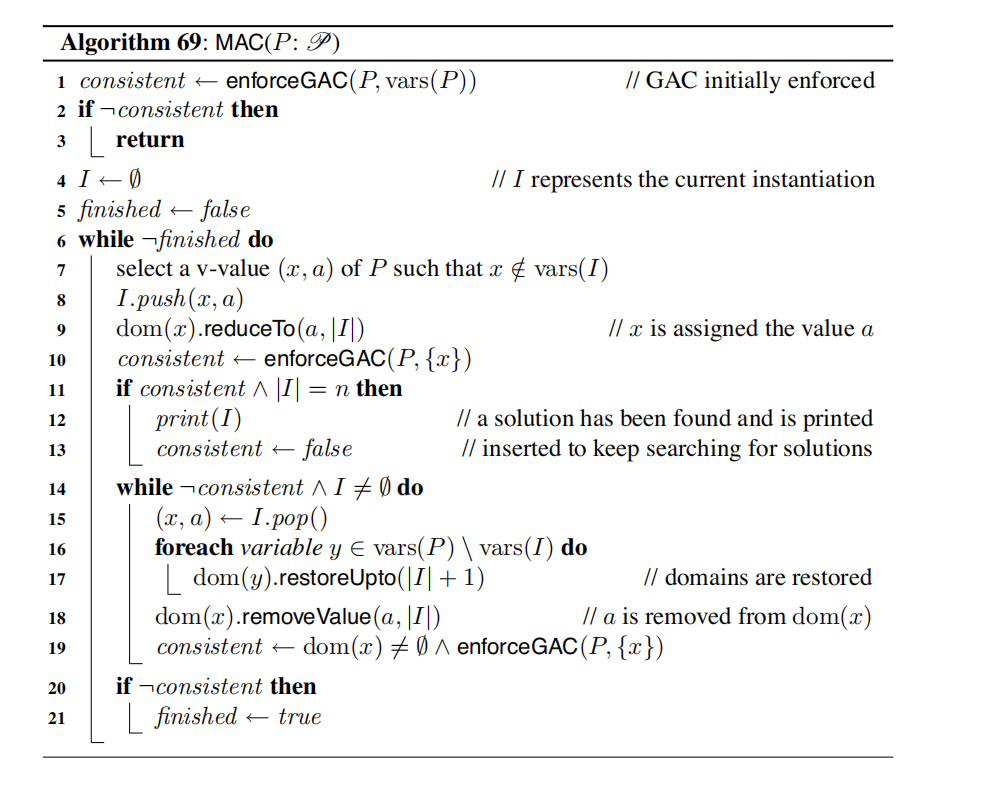 Algorithm 69: MAC(P: 𝒫)
1 consistent ← enforceGAC(P, vars(P)) // GAC initially enforced
2 if ¬consistent then
3 return
4 I ← ∅ // I represents the current instantiation
5 finished ← false
6 while ¬finished do
7 select a v-value (x, a) of P such that x ∉ vars(I)
8 I.push(x, a)
9 dom(x).reduceTo(a, |I|) // x is assigned the value a
10 consistent ← enforceGAC(P, {x})
11 if consistent ∧ |I| = n then
12 print(I) // a solution has been found and is printed
13 consistent ← false // inserted to keep searching for solutions
14 while ¬consistent ∧ I ≠ ∅ do
15 (x, a) ← I.pop()
16 foreach variable y ∈ vars(P) \ vars(I) do
17 dom(y).restoreUpto(|I| + 1) // domains are restored
18 dom(x).removeValue(a, |I|) // a is removed from dom(x)
19 consistent ← dom(x) ≠ ∅ ∧ enforceGAC(P, {x})
20 if ¬consistent then
21 finished ← true